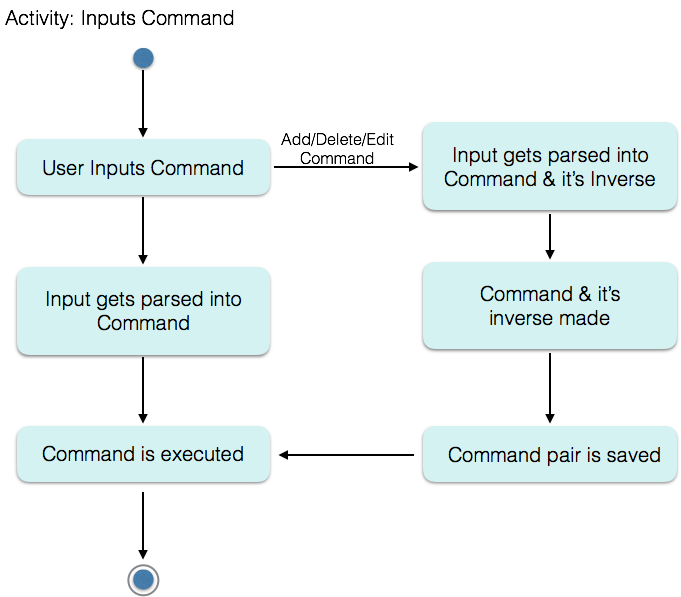 Activity: Inputs Command
Add/Delete/Edit
Command
User Inputs Command
Input gets parsed into
Command & it's Inverse
Input gets parsed into
Command
Command & it's
inverse made
Command is executed
Command pair is saved